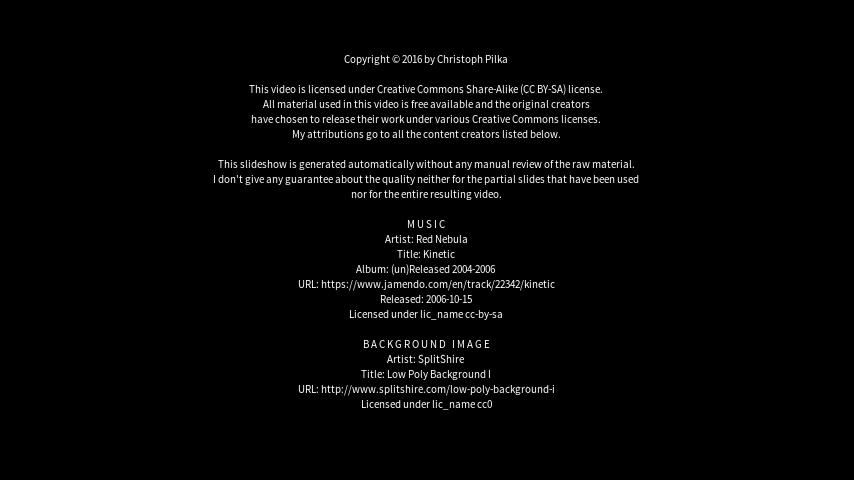 Copyright © 2016 by Christoph Pilka
This video is licensed under Creative Commons Share-Alike (CC BY-SA) license.
All material used in this video is free available and the original creators
have chosen to release their work under various Creative Commons licenses.
My attributions go to all the content creators listed below.
This slideshow is generated automatically without any manual review of the raw material.
I don't give any guarantee about the quality neither for the partial slides that have been used
nor for the entire resulting video.
M U S I C
Artist: Red Nebula
Title: Kinetic
Album: (un)Released 2004-2006
URL: https://www.jamendo.com/en/track/22342/kinetic
Released: 2006-10-15
Licensed under lic_name cc-by-sa
B A C K G R O U N D   I M A G E
Artist: SplitShire
Title: Low Poly Background I
URL: http://www.splitshire.com/low-poly-background-i
Licensed under lic_name cc0